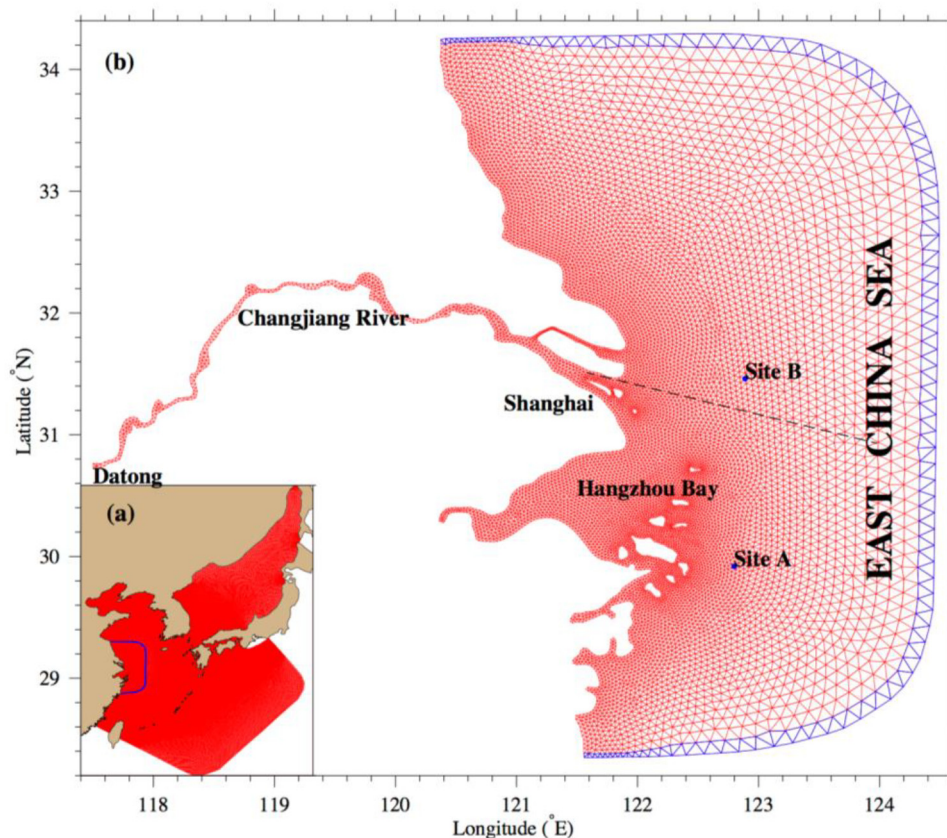 (b)
34
33
32
31
30
29
Latitude (°N)
Changjiang River
Site B
Shanghai
Datong
Hangzhou Bay
Site A
EAST CHINA SEA
(a)
118
119
120
121
122
123
124
Longitude (°E)